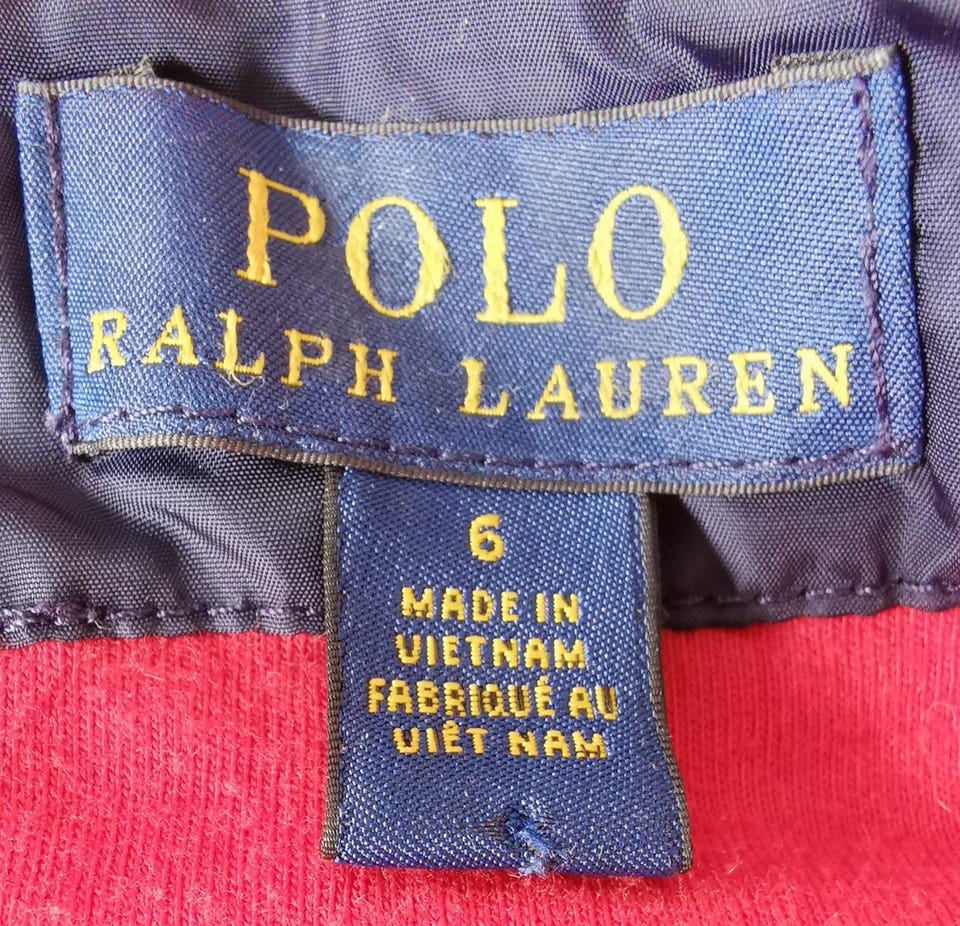 POLO
RALPH LAUREN
6
MADE IN
VIETNAM
FABRIQUÉ AU
VIÊT NAM